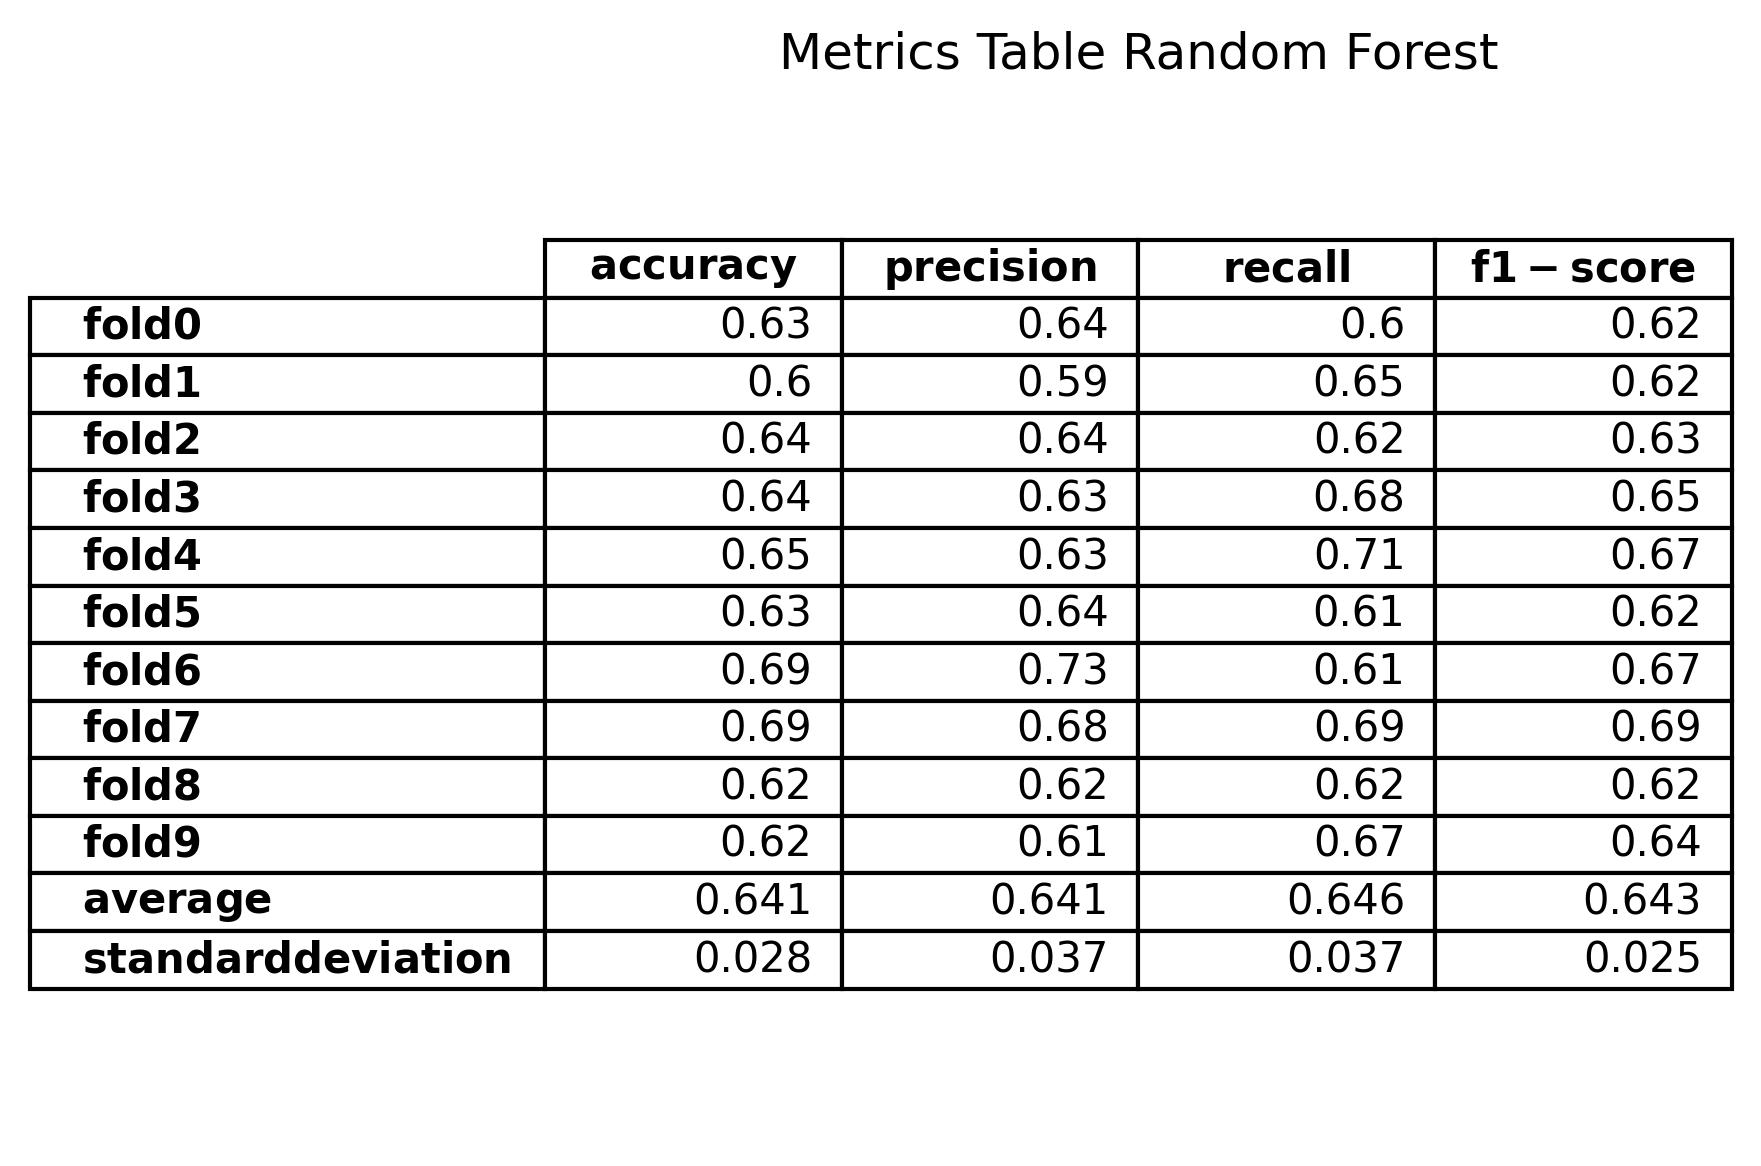 Metrics Table Random Forest
accuracy precision recall f1−score
fold0 0.63 0.64 0.6 0.62
fold1 0.6 0.59 0.65 0.62
fold2 0.64 0.64 0.62 0.63
fold3 0.64 0.63 0.68 0.65
fold4 0.65 0.63 0.71 0.67
fold5 0.63 0.64 0.61 0.62
fold6 0.69 0.73 0.61 0.67
fold7 0.69 0.68 0.69 0.69
fold8 0.62 0.62 0.62 0.62
fold9 0.62 0.61 0.67 0.64
average 0.641 0.641 0.646 0.643
standarddeviation 0.028 0.037 0.037 0.025